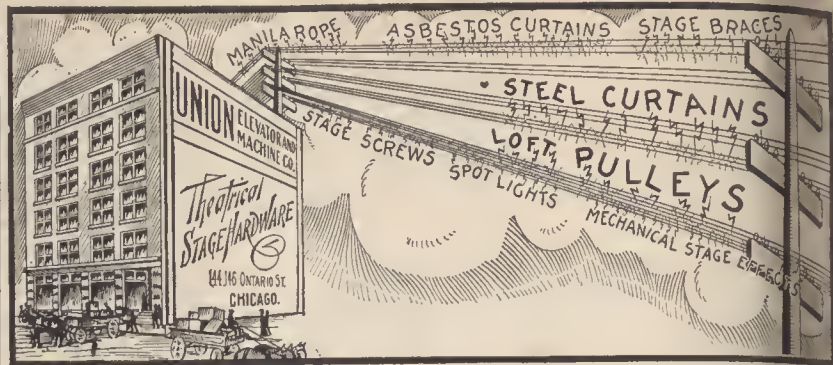 UNION
ELEVATOR AND
MACHINE CO.
Theatrical
STAGE HARDWARE
144 146 ONTARIO ST.
CHICAGO.
MANILA ROPE
ASBESTOS CURTAINS
STAGE BRACES
STEEL CURTAINS
STAGE SCREWS
LOFT PULLEYS
SPOT LIGHTS
MECHANICAL STAGE EFFECTS